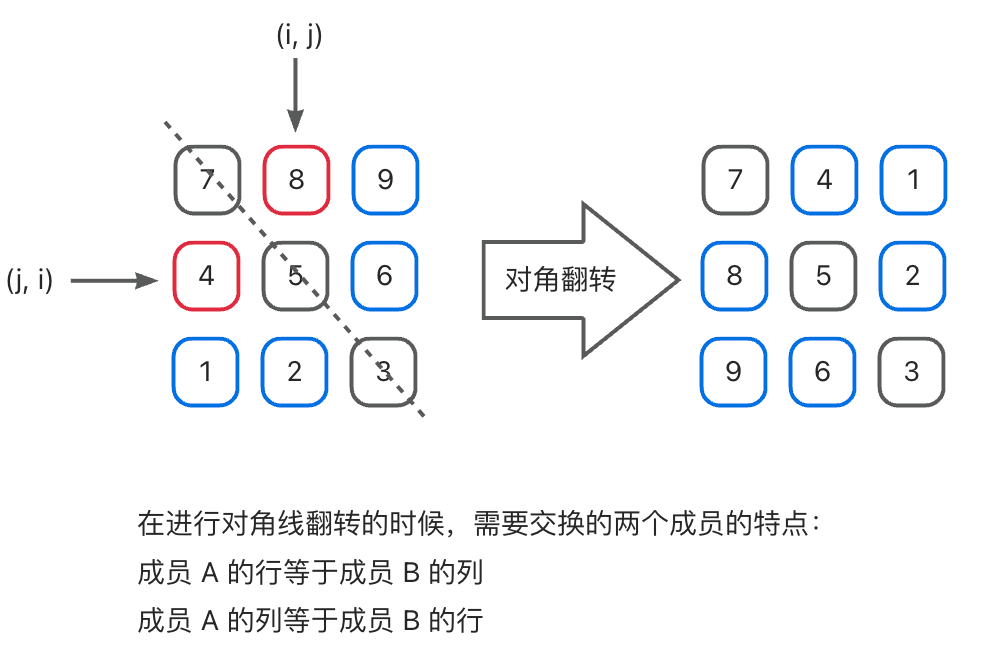 (i, j)
7 8 9
7 4 1
(j, i)
4 5 6
对角翻转
8 5 2
1 2 3
9 6 3
在进行对角线翻转的时候，需要交换的两个成员的特点：
成员 A 的行等于成员 B 的列
成员 A 的列等于成员 B 的行